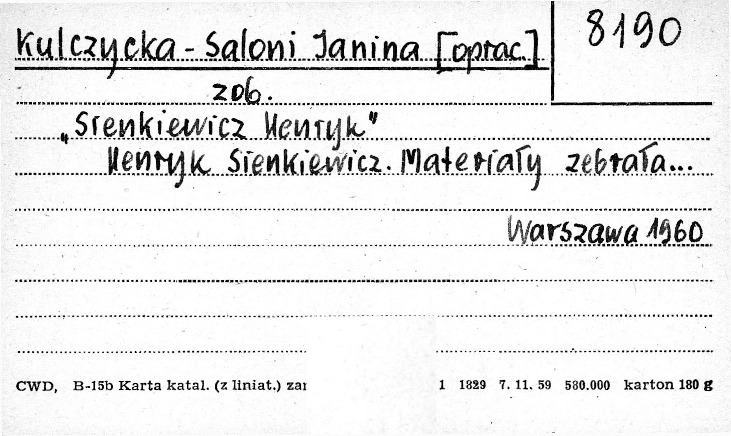 Kulczycka-Saloni Janina [oprac.]
8190
zob.
„Sienkiewicz Henryk"
Henryk Sienkiewicz. Materiały zebrała...
Warszawa 1960
CWD, B-15b Karta katal. (z liniat.) 1 1829 7. 11. 59 580.000 karton 180 g